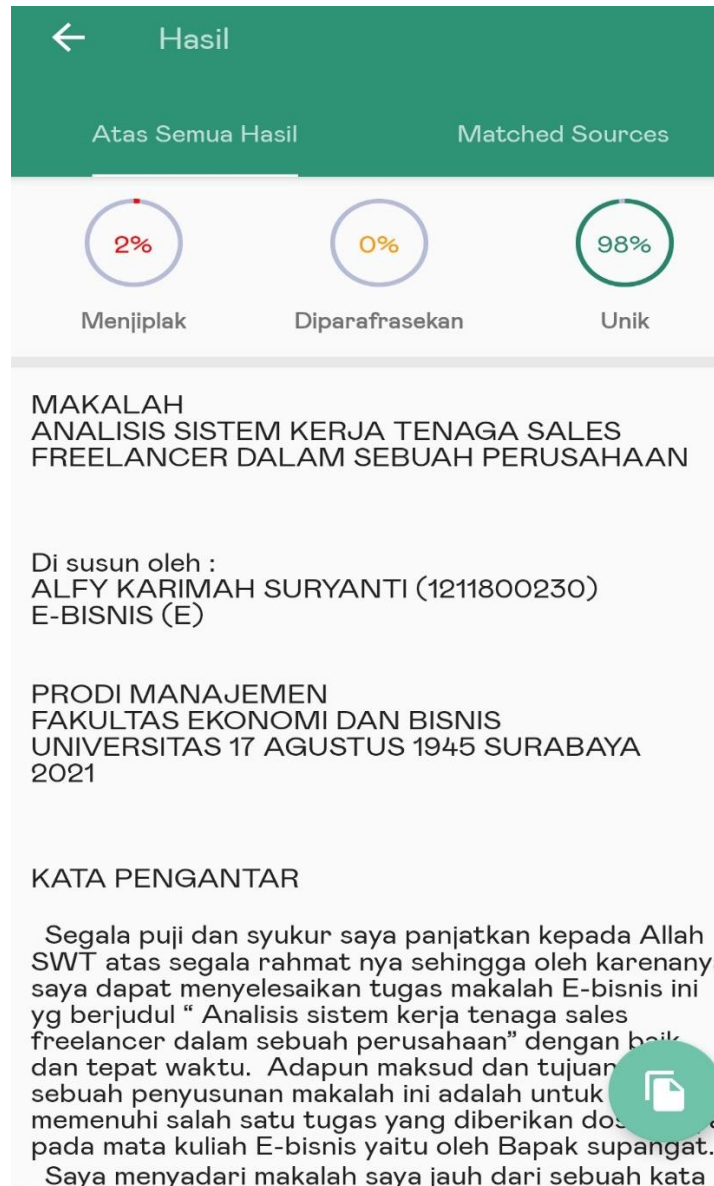 Hasil
Atas Semua Hasil Matched Sources
2% 0% 98%
Menjiplak Diparafrasekan Unik
MAKALAH
ANALISIS SISTEM KERJA TENAGA SALES
FREELANCER DALAM SEBUAH PERUSAHAAN
Di susun oleh :
ALFY KARIMAH SURYANTI (1211800230)
E-BISNIS (E)
PRODI MANAJEMEN
FAKULTAS EKONOMI DAN BISNIS
UNIVERSITAS 17 AGUSTUS 1945 SURABAYA
2021
KATA PENGANTAR
Segala puji dan syukur saya panjatkan kepada Allah
SWT atas segala rahmat nya sehingga oleh karenany
saya dapat menyelesaikan tugas makalah E-bisnis ini
yg berjudul “ Analisis sistem kerja tenaga sales
freelancer dalam sebuah perusahaan” dengan baik
dan tepat waktu. Adapun maksud dan tujuan
sebuah penyusunan makalah ini adalah untuk
memenuhi salah satu tugas yang diberikan
pada mata kuliah E-bisnis yaitu oleh Bapak supangat.
Saya menyadari makalah saya jauh dari sebuah kata